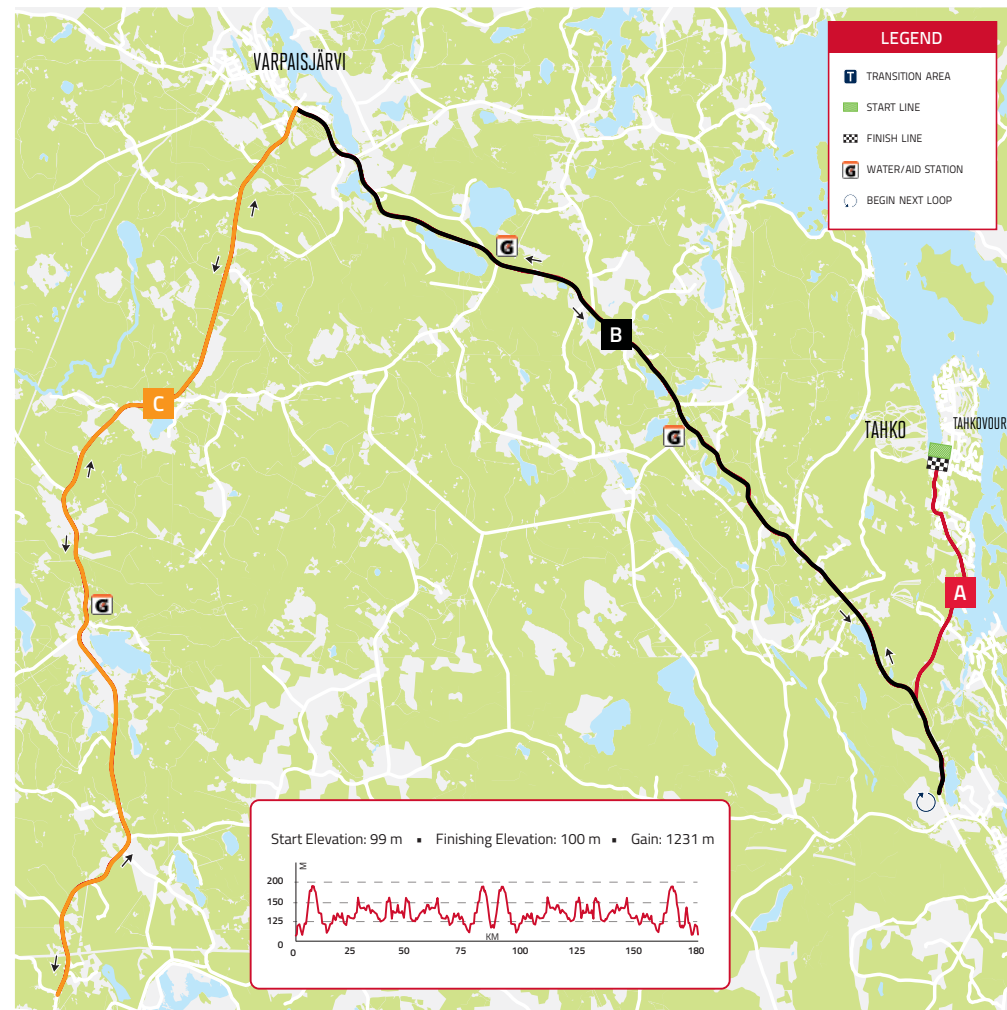 VARPAISJÄRVI
LEGEND
T TRANSITION AREA
START LINE
FINISH LINE
G WATER/AID STATION
BEGIN NEXT LOOP
G
B
C
G
TAHKO
TAHKOVUOR
G
A
Start Elevation: 99 m ▪ Finishing Elevation: 100 m ▪ Gain: 1231 m
M
200
150
125
0
KM
0 25 50 75 100 125 150 180